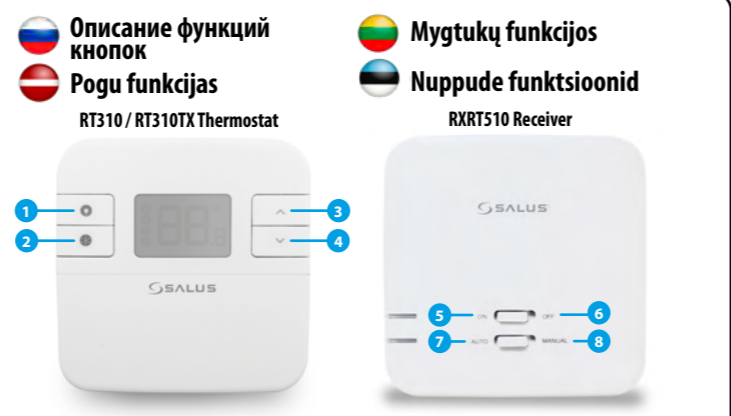 Описание функций
кнопок
Pogu funkcijas
Mygtukų funkcijos
Nuppude funktsioonid
RT310 / RT310TX Thermostat
RXRT510 Receiver
1
2
3
4
SALUS
SALUS
5 ON OFF 6
7 AUTO MANUAL 8